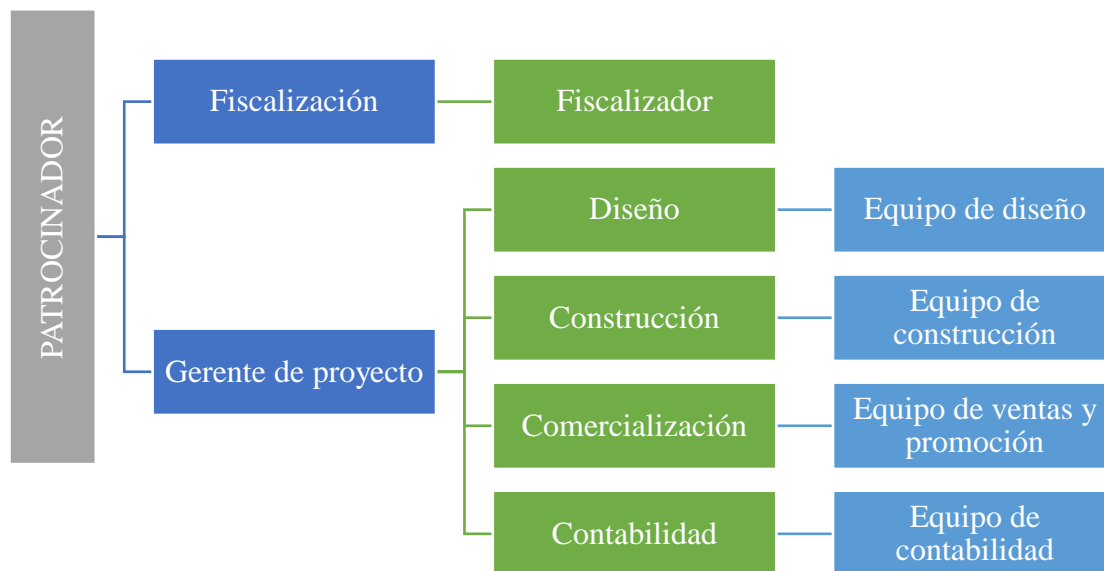 PATROCINADOR
Fiscalización
Fiscalizador
Gerente de proyecto
Diseño
Equipo de diseño
Construcción
Equipo de
construcción
Comercialización
Equipo de ventas y
promoción
Contabilidad
Equipo de
contabilidad